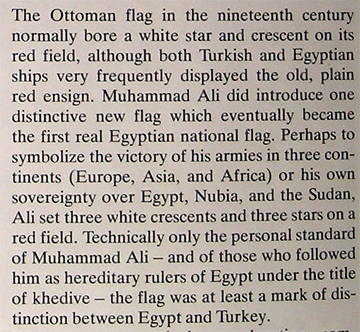 The Ottoman flag in the nineteenth century
normally bore a white star and crescent on its
red field, although both Turkish and Egyptian
ships very frequently displayed the old, plain
red ensign. Muhammad Ali did introduce one
distinctive new flag which eventually became
the first real Egyptian national flag. Perhaps to
symbolize the victory of his armies in three con-
tinents (Europe, Asia, and Africa) or his own
sovereignty over Egypt, Nubia, and the Sudan,
Ali set three white crescents and three stars on a
red field. Technically only the personal standard
of Muhammad Ali – and of those who followed
him as hereditary rulers of Egypt under the title
of khedive – the flag was at least a mark of dis-
tinction between Egypt and Turkey.